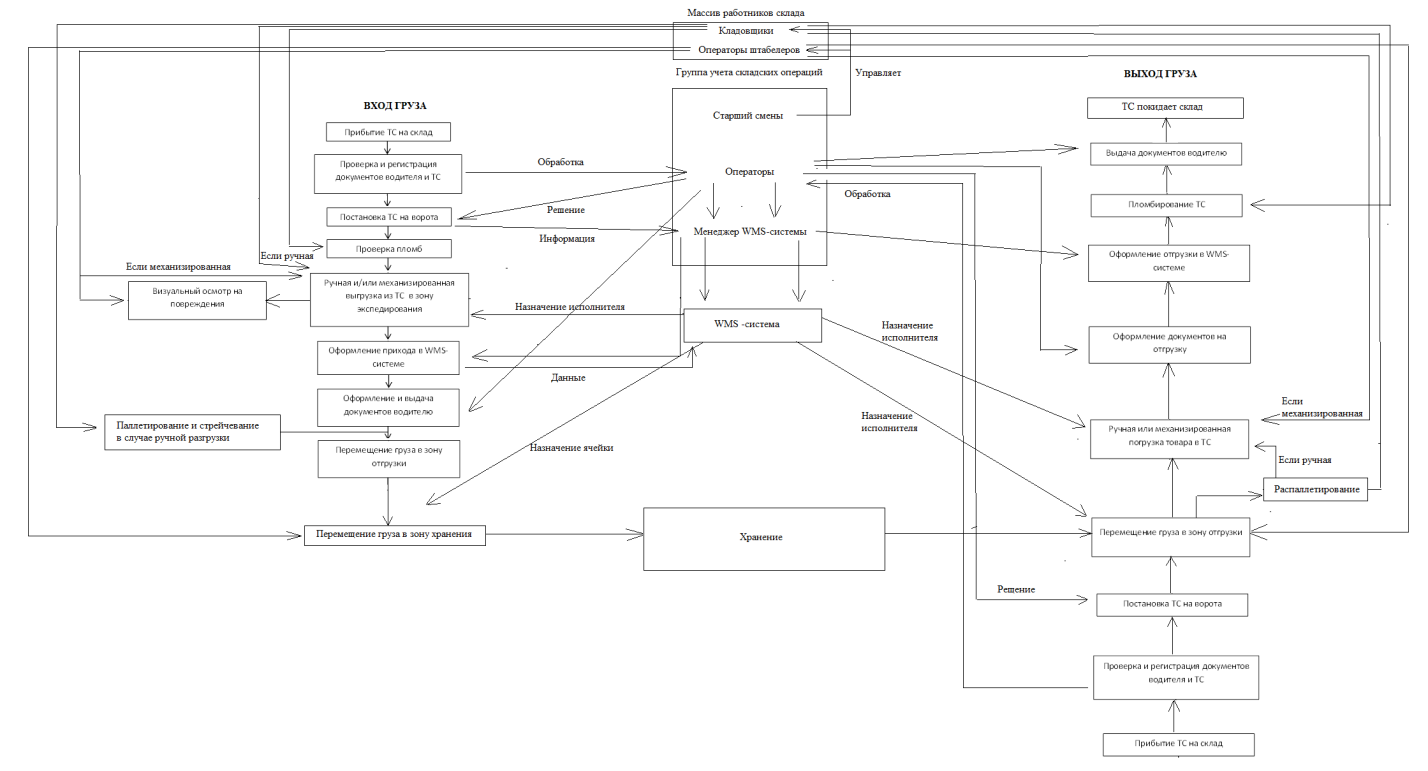 Массив работников склада
Кладовщики
Операторы штабелеров
Группа учета складских операций
Управляет
Старший смены
Операторы
Менеджер WMS-системы
WMS -система
ВХОД ГРУЗА
Прибытие ТС на склад
Проверка и регистрация
документов водителя и ТС
Обработка
Постановка ТС на ворота
Решение
Информация
Проверка пломб
Если ручная
Если механизированная
Визуальный осмотр на
повреждения
Ручная и/или механизированная
выгрузка из ТС в зону
экспедирования
Назначение исполнителя
Оформление прихода в WMS-
системе
Данные
Оформление и выдача
документов водителю
Паллетирование и стрейчевание
в случае ручной разгрузки
Перемещение груза в зону
отгрузки
Назначение ячейки
Перемещение груза в зону хранения
Хранение
ВЫХОД ГРУЗА
ТС покидает склад
Выдача документов водителю
Обработка
Пломбирование ТС
Оформление отгрузки в WMS-
системе
Назначение
исполнителя
Оформление документов на
отгрузку
Если
механизированная
Назначение
исполнителя
Ручная или механизированная
погрузка товара в ТС
Если ручная
Распаллетирование
Перемещение груза в зону отгрузки
Решение
Постановка ТС на ворота
Проверка и регистрация документов
водителя и ТС
Прибытие ТС на склад